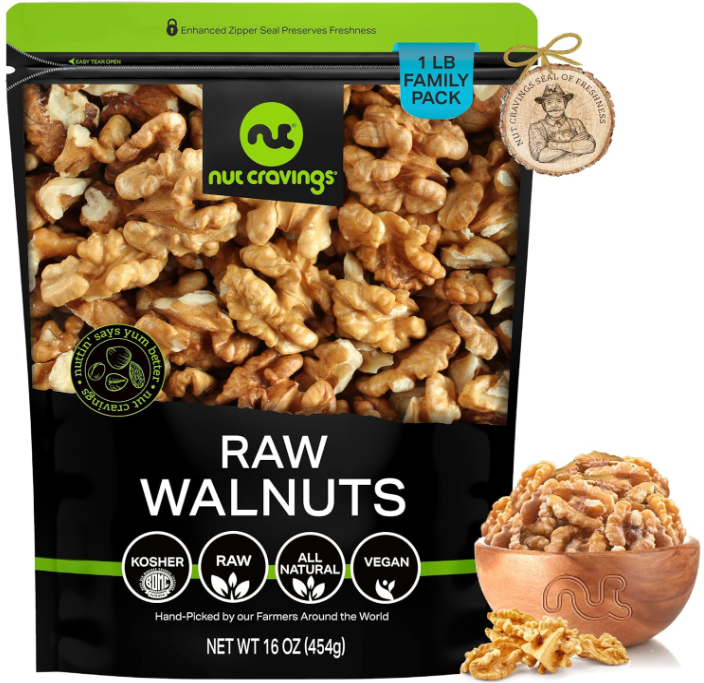 Enhanced Zipper Seal Preserves Freshness
EASY TEAR OPEN
1 LB
FAMILY
PACK
NUT CRAVINGS SEAL OF FRESHNESS
nut cravings®
nuttin' says yum better • nut cravings •
RAW
WALNUTS
KOSHER
RAW
ALL
NATURAL
VEGAN
Hand-Picked by our Farmers Around the World
NET WT 16 OZ (454g)
nut